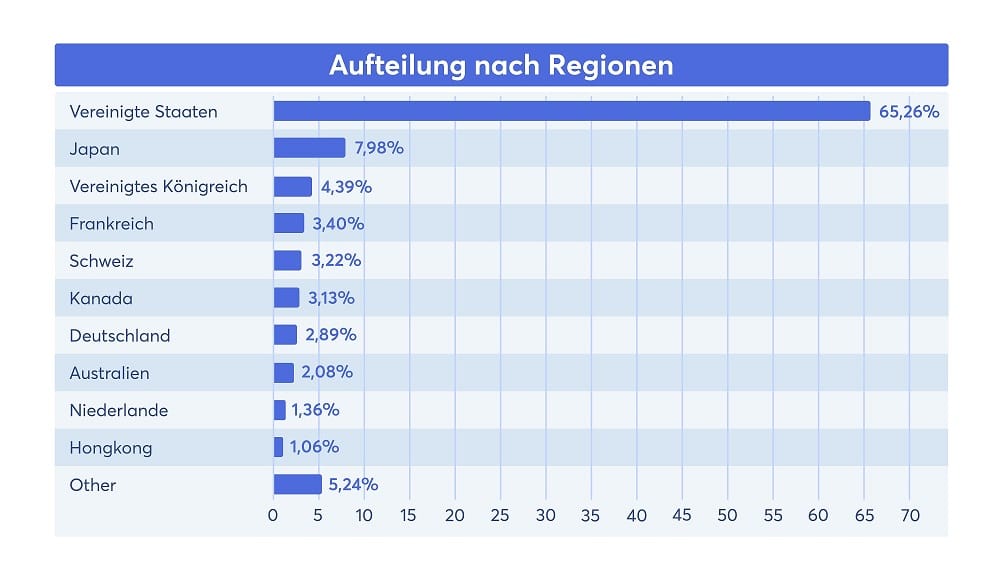 Aufteilung nach Regionen
Vereinigte Staaten 65,26%
Japan 7,98%
Vereinigtes Königreich 4,39%
Frankreich 3,40%
Schweiz 3,22%
Kanada 3,13%
Deutschland 2,89%
Australien 2,08%
Niederlande 1,36%
Hongkong 1,06%
Other 5,24%
0 5 10 15 20 25 30 35 40 45 50 55 60 65 70